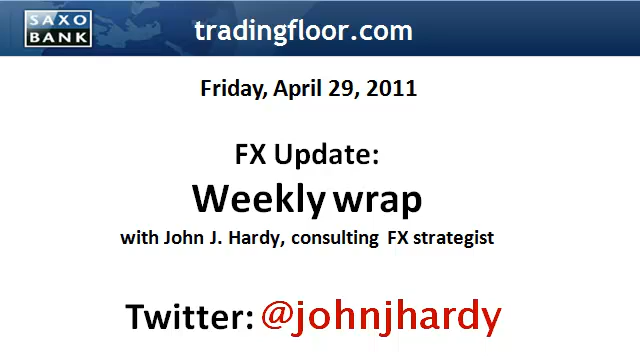 SAXO
BANK
tradingfloor.com
Friday, April 29, 2011
FX Update:
Weekly wrap
with John J. Hardy, consulting FX strategist
Twitter: @johnjhardy